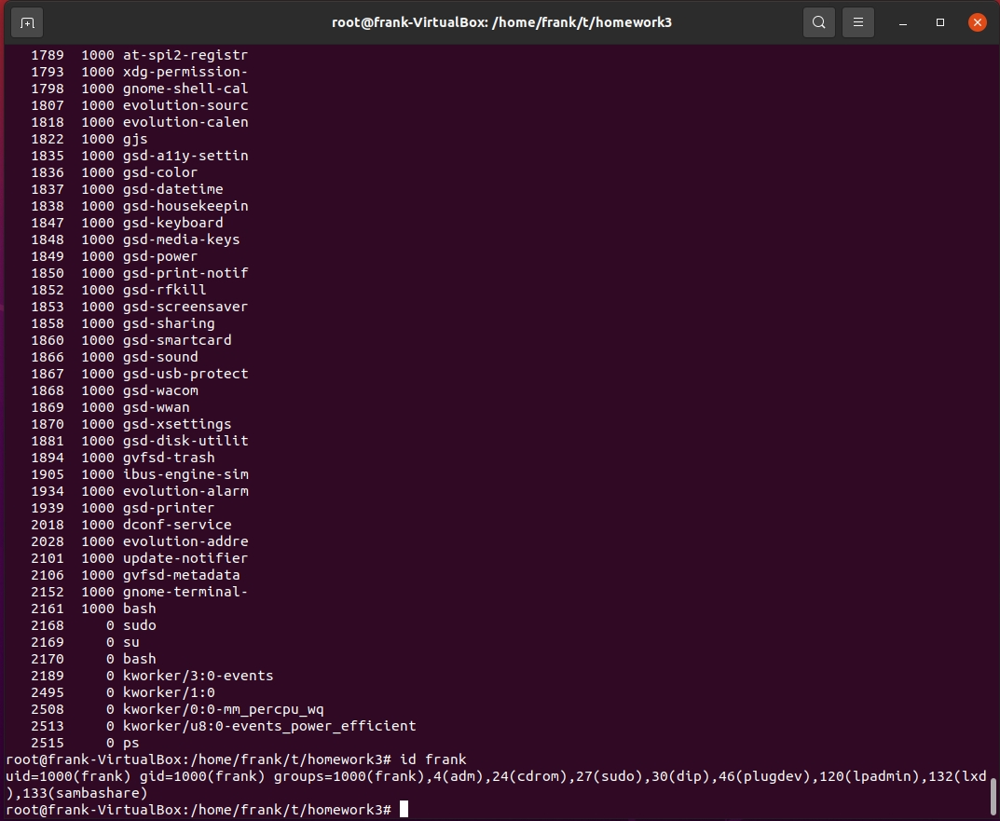 root@frank-VirtualBox: /home/frank/t/homework3
1789 1000 at-spi2-registr
1793 1000 xdg-permission-
1798 1000 gnome-shell-cal
1807 1000 evolution-sourc
1818 1000 evolution-calen
1822 1000 gjs
1835 1000 gsd-a11y-settin
1836 1000 gsd-color
1837 1000 gsd-datetime
1838 1000 gsd-housekeepin
1847 1000 gsd-keyboard
1848 1000 gsd-media-keys
1849 1000 gsd-power
1850 1000 gsd-print-notif
1852 1000 gsd-rfkill
1853 1000 gsd-screensaver
1858 1000 gsd-sharing
1860 1000 gsd-smartcard
1866 1000 gsd-sound
1867 1000 gsd-usb-protect
1868 1000 gsd-wacom
1869 1000 gsd-wwan
1870 1000 gsd-xsettings
1881 1000 gsd-disk-utilit
1894 1000 gvfsd-trash
1905 1000 ibus-engine-sim
1934 1000 evolution-alarm
1939 1000 gsd-printer
2018 1000 dconf-service
2028 1000 evolution-addre
2101 1000 update-notifier
2106 1000 gvfsd-metadata
2152 1000 gnome-terminal-
2161 1000 bash
2168 0 sudo
2169 0 su
2170 0 bash
2189 0 kworker/3:0-events
2495 0 kworker/1:0
2508 0 kworker/0:0-mm_percpu_wq
2513 0 kworker/u8:0-events_power_efficient
2515 0 ps
root@frank-VirtualBox:/home/frank/t/homework3# id frank
uid=1000(frank) gid=1000(frank) groups=1000(frank),4(adm),24(cdrom),27(sudo),30(dip),46(plugdev),120(lpadmin),132(lxd
),133(sambashare)
root@frank-VirtualBox:/home/frank/t/homework3#